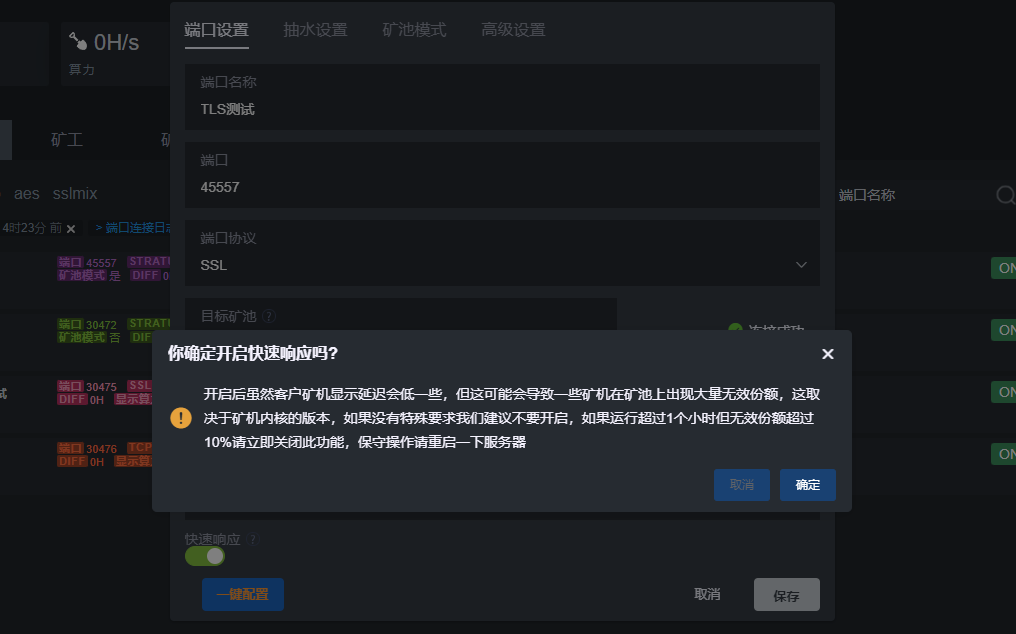 端口设置 抽水设置 矿池模式 高级设置
0H/s
算力
端口名称
TLS测试
矿工
端口
45557
aes sslmix
端口名称
4时23分 前 × > 端口连接日志
端口协议
SSL
端口 45557 STRATI
矿池模式 是 DIFF 0
ON
目标矿池 ?
端口 30472 STRATI
矿池模式 否 DIF
连接成功
ON
你确定开启快速响应吗?
开启后虽然客户矿机显示延迟会低一些，但这可能会导致一些矿机在矿池上出现大量无效份额，这取
决于矿机内核的版本，如果没有特殊要求我们建议不要开启，如果运行超过1个小时但无效份额超过
10%请立即关闭此功能，保守操作请重启一下服务器
取消 确定
试
端口 30475 SSL
DIFF 0H 显示算
ON
端口 30476 TCP
DIFF 0H 显示算
ON
快速响应 ?
一键配置 取消 保存